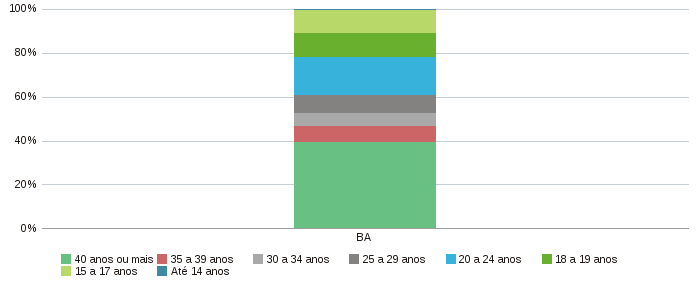 100%
80%
60%
40%
20%
0%
BA
40 anos ou mais 35 a 39 anos 30 a 34 anos 25 a 29 anos 20 a 24 anos 18 a 19 anos
15 a 17 anos Até 14 anos